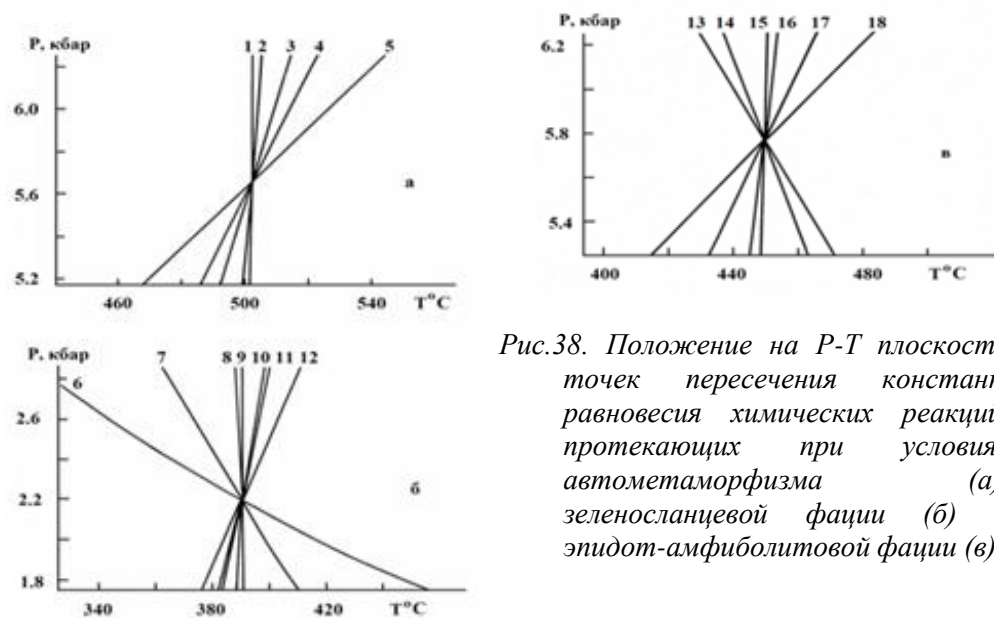 P, кбар
1 2 3 4 5
6.0
5.6
5.2
460 500 540 T°C
а
P, кбар
13 14 15 16 17 18
6.2
5.8
5.4
400 440 480 T°C
в
P, кбар
6 7 8 9 10 11 12
2.6
2.2
1.8
340 380 420 T°C
б
Рис.38. Положение на P-T плоскост
точек пересечения констан
равновесия химических реакци
протекающих при условия
автометаморфизма (а)
зеленосланцевой фации (б)
эпидот-амфиболитовой фации (в)